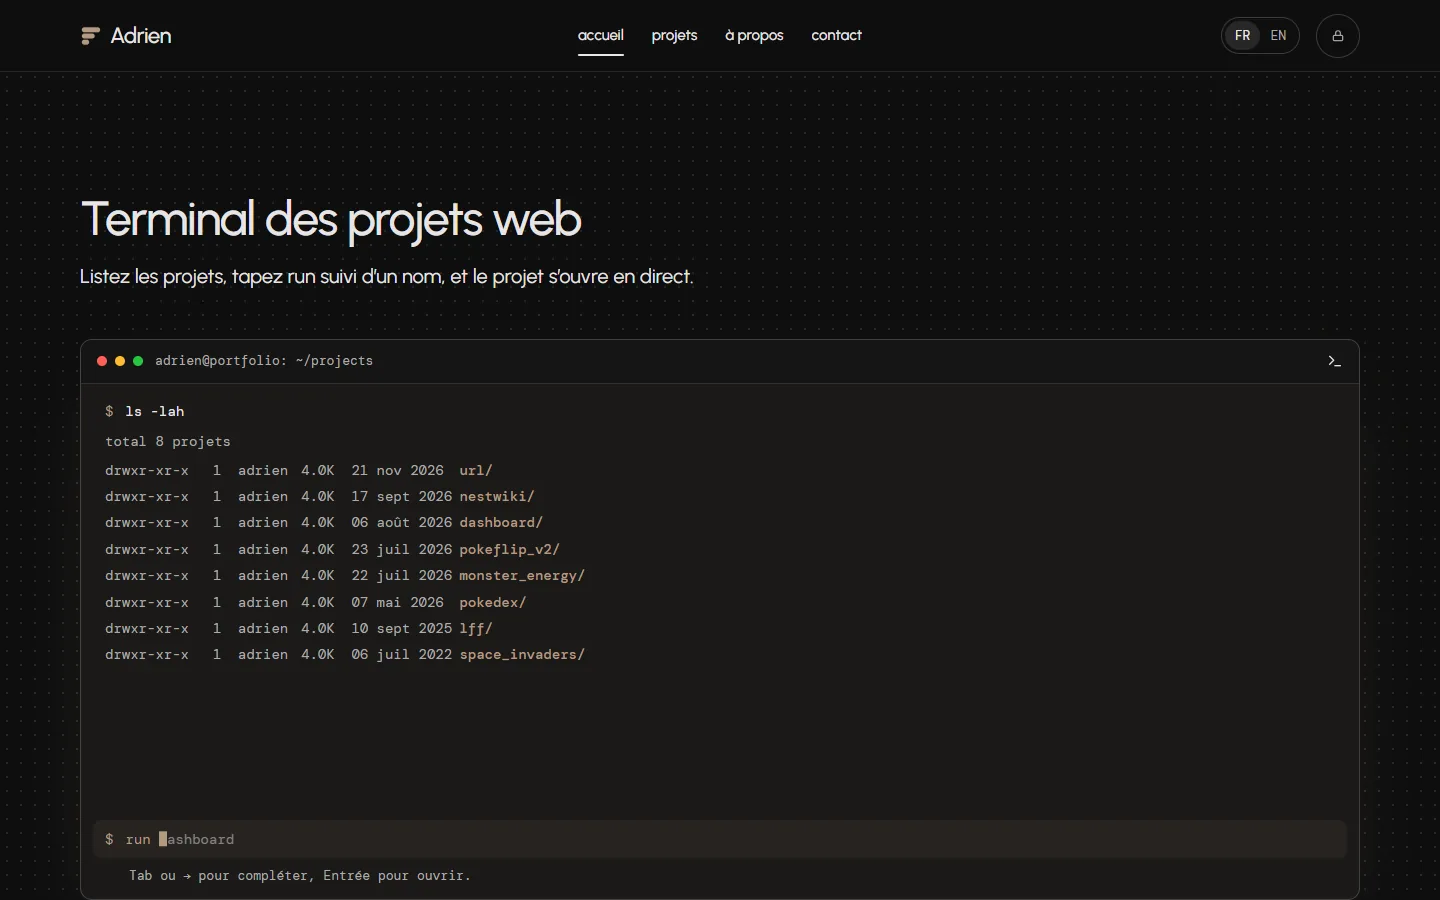 Adrien
accueil projets à propos contact
FR EN
Terminal des projets web
Listez les projets, tapez run suivi d'un nom, et le projet s'ouvre en direct.
adrien@portfolio: ~/projects
$ ls -lah
total 8 projets
drwxr-xr-x 1 adrien 4.0K 21 nov 2026 url/
drwxr-xr-x 1 adrien 4.0K 17 sept 2026 nestwiki/
drwxr-xr-x 1 adrien 4.0K 06 août 2026 dashboard/
drwxr-xr-x 1 adrien 4.0K 23 juil 2026 pokeflip_v2/
drwxr-xr-x 1 adrien 4.0K 22 juil 2026 monster_energy/
drwxr-xr-x 1 adrien 4.0K 07 mai 2026 pokedex/
drwxr-xr-x 1 adrien 4.0K 10 sept 2025 lff/
drwxr-xr-x 1 adrien 4.0K 06 juil 2022 space_invaders/
$ run ashboard
Tab ou → pour compléter, Entrée pour ouvrir.